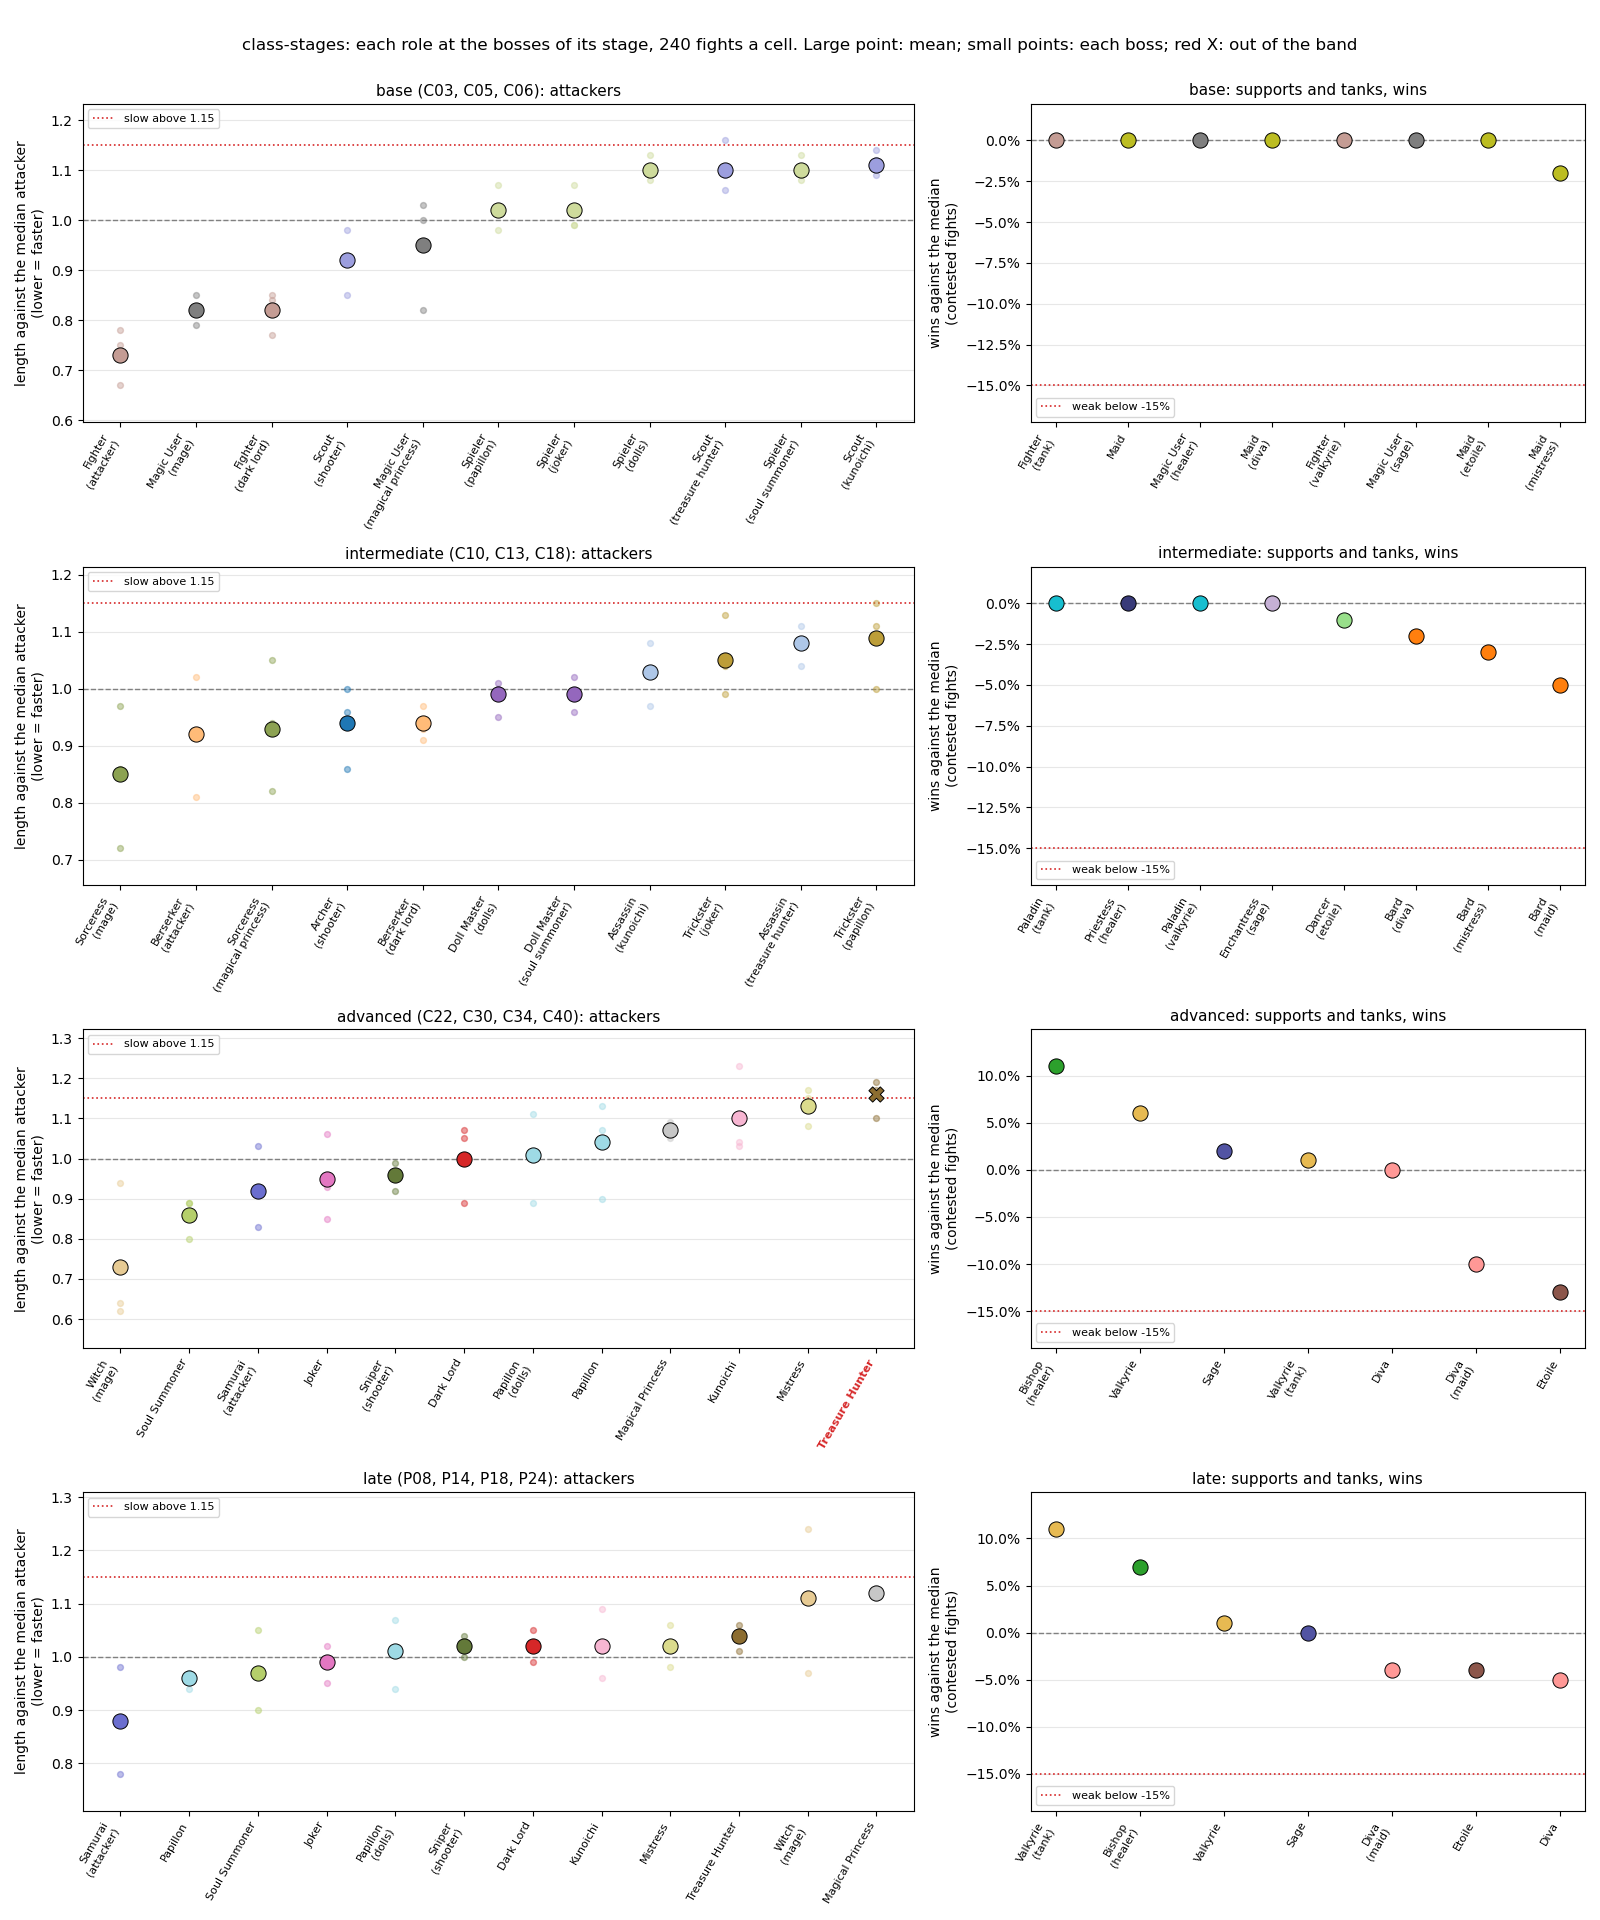 class-stages: each role at the bosses of its stage, 240 fights a cell. Large point: mean; small points: each boss; red X: out of the band
base (C03, C05, C06): attackers
length against the median attacker
(lower = faster)
1.2
1.1
1.0
0.9
0.8
0.7
0.6
slow above 1.15
Fighter
(attacker)
Magic User
(mage)
Fighter
(dark lord)
Scout
(shooter)
Magic User
(magical princess)
Spieler
(papillon)
Spieler
(joker)
Spieler
(dolls)
Scout
(treasure hunter)
Spieler
(soul summoner)
Scout
(kunoichi)
base: supports and tanks, wins
wins against the median
(contested fights)
0.0%
−2.5%
−5.0%
−7.5%
−10.0%
−12.5%
−15.0%
weak below -15%
Fighter
(tank)
Maid
Magic User
(healer)
Maid
(diva)
Fighter
(valkyrie)
Magic User
(sage)
Maid
(etoile)
Maid
(mistress)
intermediate (C10, C13, C18): attackers
length against the median attacker
(lower = faster)
1.2
1.1
1.0
0.9
0.8
0.7
slow above 1.15
Sorceress
(mage)
Berserker
(attacker)
Sorceress
(magical princess)
Archer
(shooter)
Berserker
(dark lord)
Doll Master
(dolls)
Doll Master
(soul summoner)
Assassin
(kunoichi)
Trickster
(joker)
Assassin
(treasure hunter)
Trickster
(papillon)
intermediate: supports and tanks, wins
wins against the median
(contested fights)
0.0%
−2.5%
−5.0%
−7.5%
−10.0%
−12.5%
−15.0%
weak below -15%
Paladin
(tank)
Priestess
(healer)
Paladin
(valkyrie)
Enchantress
(sage)
Dancer
(etoile)
Bard
(diva)
Bard
(mistress)
Bard
(maid)
advanced (C22, C30, C34, C40): attackers
length against the median attacker
(lower = faster)
1.3
1.2
1.1
1.0
0.9
0.8
0.7
0.6
slow above 1.15
Witch
(mage)
Soul Summoner
Samurai
(attacker)
Joker
Sniper
(shooter)
Dark Lord
Papillon
(dolls)
Papillon
Magical Princess
Kunoichi
Mistress
Treasure Hunter
advanced: supports and tanks, wins
wins against the median
(contested fights)
10.0%
5.0%
0.0%
−5.0%
−10.0%
−15.0%
weak below -15%
Bishop
(healer)
Valkyrie
Sage
Valkyrie
(tank)
Diva
Diva
(maid)
Etoile
late (P08, P14, P18, P24): attackers
length against the median attacker
(lower = faster)
1.3
1.2
1.1
1.0
0.9
0.8
slow above 1.15
Samurai
(attacker)
Papillon
Soul Summoner
Joker
Papillon
(dolls)
Sniper
(shooter)
Dark Lord
Kunoichi
Mistress
Treasure Hunter
Witch
(mage)
Magical Princess
late: supports and tanks, wins
wins against the median
(contested fights)
10.0%
5.0%
0.0%
−5.0%
−10.0%
−15.0%
weak below -15%
Valkyrie
(tank)
Bishop
(healer)
Valkyrie
Sage
Diva
(maid)
Etoile
Diva